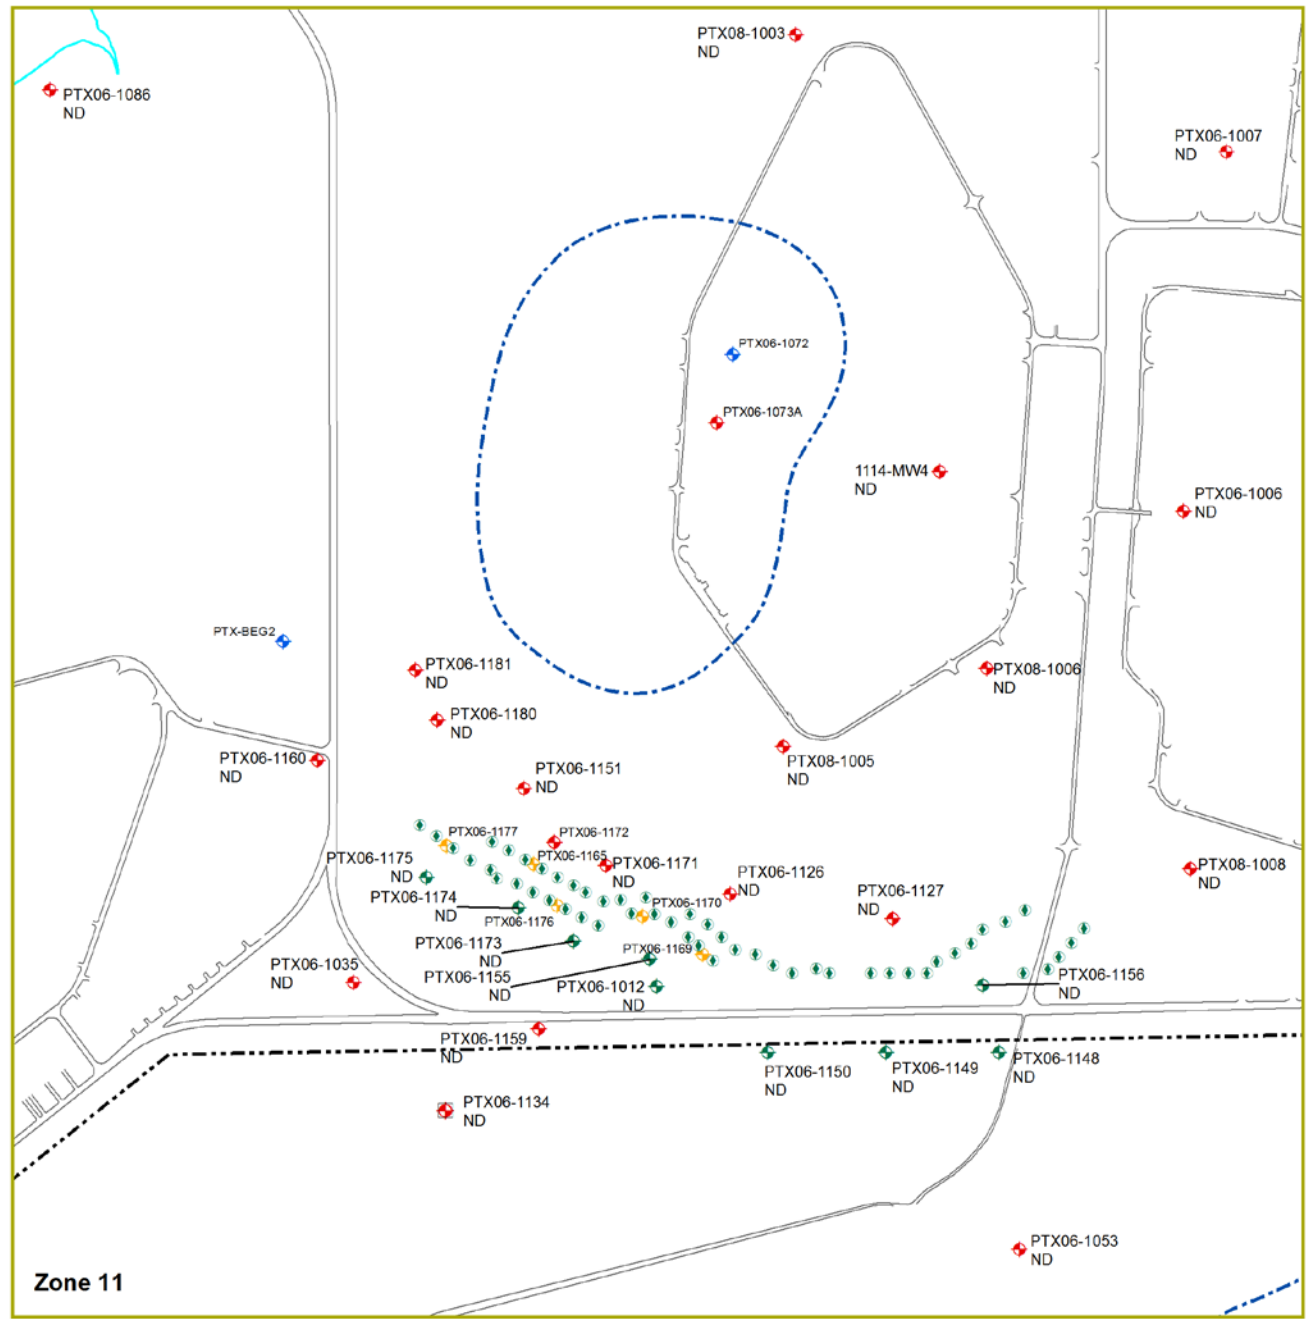 PTX08-1003
ND
PTX06-1086
ND
PTX06-1007
ND
PTX06-1072
PTX06-1073A
1114-MW4
ND
PTX06-1006
ND
PTX-BEG2
PTX06-1181
ND
PTX08-1006
ND
PTX06-1180
ND
PTX06-1160
ND
PTX08-1005
ND
PTX06-1151
ND
PTX06-1177
PTX06-1172
PTX06-1175
ND
PTX06-1165
PTX06-1171
ND
PTX06-1126
ND
PTX08-1008
ND
PTX06-1127
ND
PTX06-1174
ND
PTX06-1170
PTX06-1176
PTX06-1173
ND
PTX06-1169
PTX06-1035
ND
PTX06-1155
ND
PTX06-1012
ND
PTX06-1156
ND
PTX06-1159
ND
PTX06-1150
ND
PTX06-1149
ND
PTX06-1148
ND
PTX06-1134
ND
PTX06-1053
ND
Zone 11